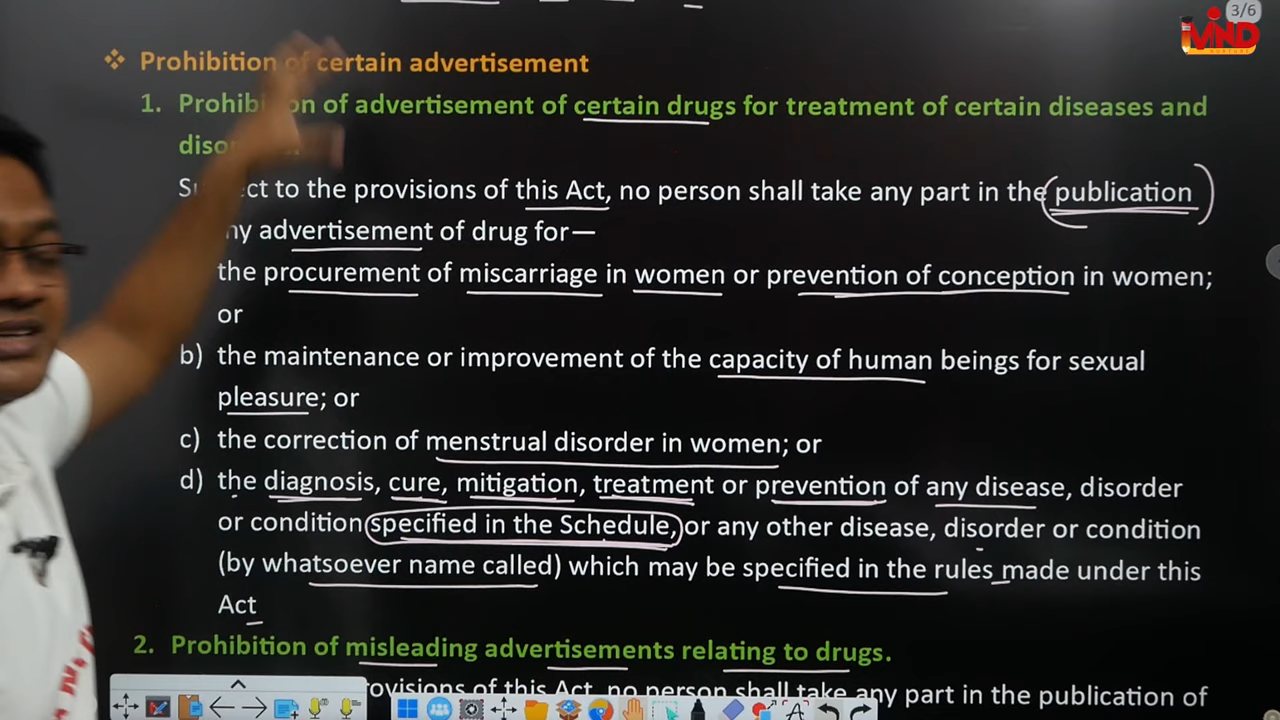 3/6
MIND
NURTURE
❖ Prohibition of certain advertisement
1. Prohibition of advertisement of certain drugs for treatment of certain diseases and
Subject to the provisions of this Act, no person shall take any part in the publication
advertisement of drug for—
the procurement of miscarriage in women or prevention of conception in women;
or
b) the maintenance or improvement of the capacity of human beings for sexual
pleasure; or
c) the correction of menstrual disorder in women; or
d) the diagnosis, cure, mitigation, treatment or prevention of any disease, disorder
or condition specified in the Schedule, or any other disease, disorder or condition
(by whatsoever name called) which may be specified in the rules made under this
Act
2. Prohibition of misleading advertisements relating to drugs.
provisions of this Act, no person shall take any part in the publication of